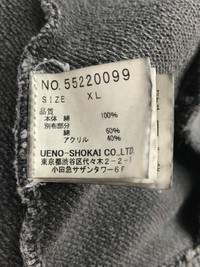 NO.55220099
SIZE XL
品質
本体 綿 100%
別布部分
綿 60%
アクリル 40%
UENO-SHOKAI CO.,LTD.
東京都渋谷区代々木2-2-1
小田急サザンタワー6F